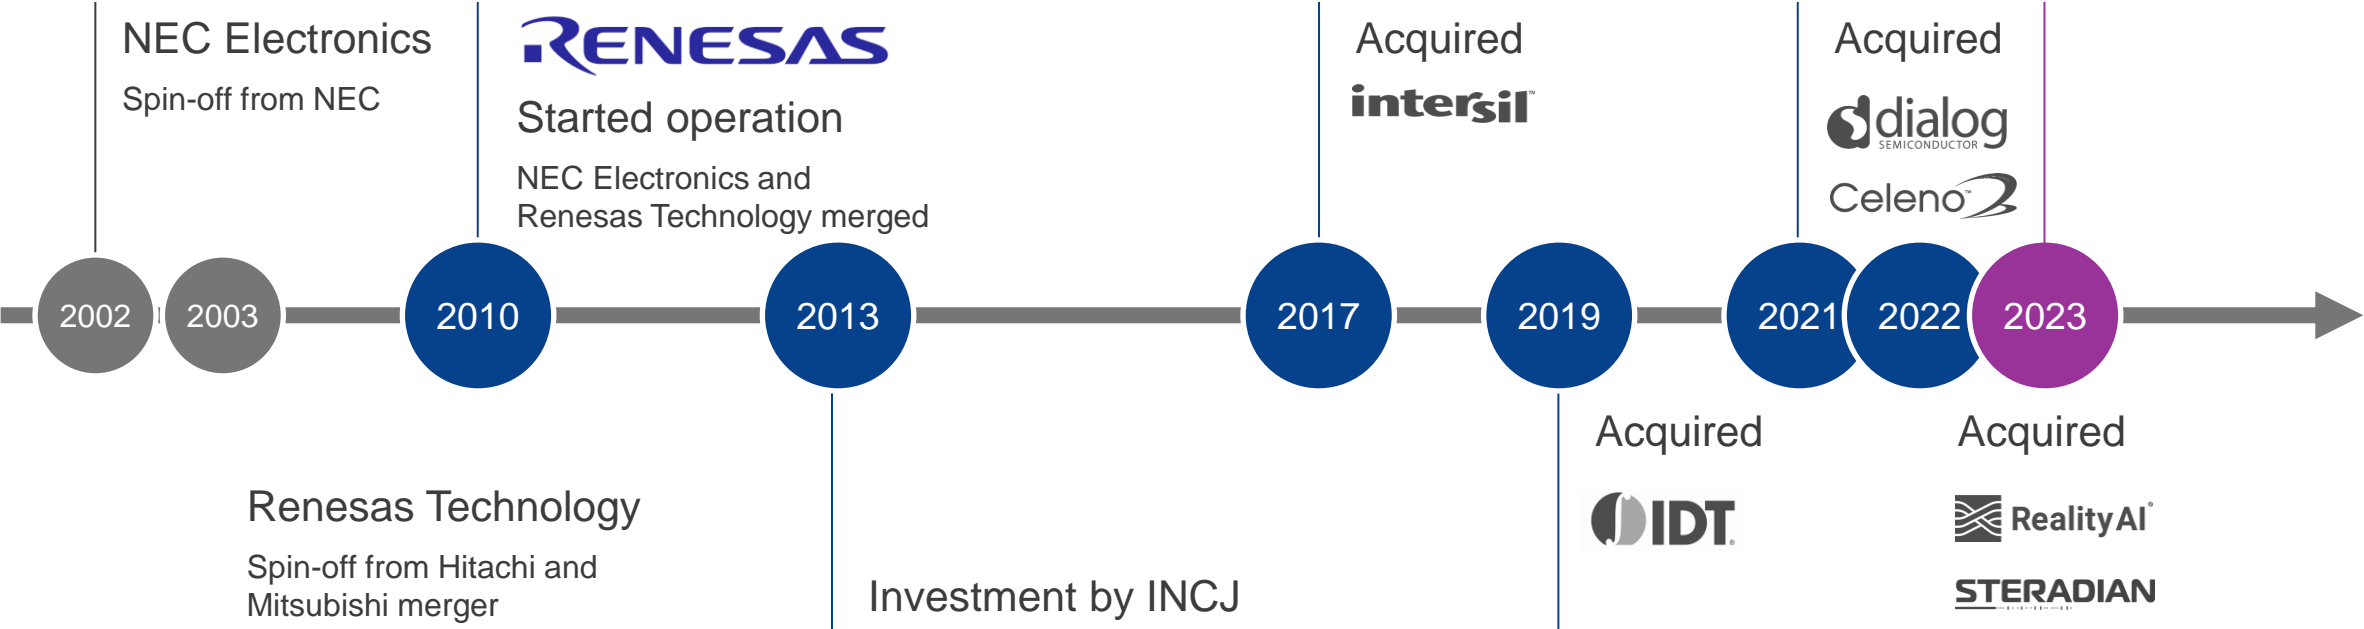 NEC Electronics
Spin-off from NEC
RENESAS
Started operation
NEC Electronics and
Renesas Technology merged
Acquired
intersil™
Acquired
dialog
SEMICONDUCTOR
Celeno™
2002
2003
2010
2013
2017
2019
2021
2022
2023
Renesas Technology
Spin-off from Hitachi and
Mitsubishi merger
Investment by INCJ
Acquired
IDT®
Acquired
Reality AI®
STERADIAN